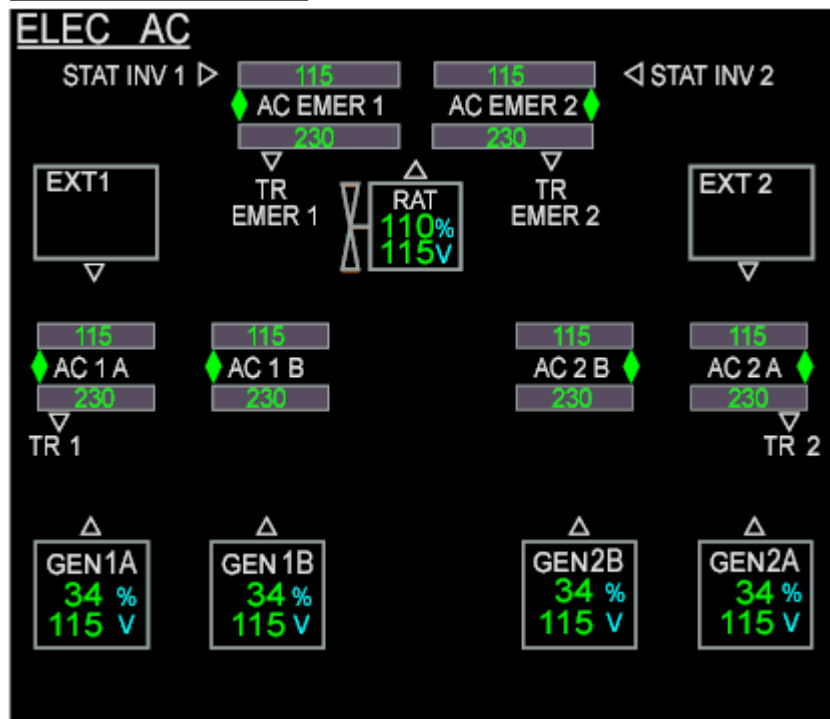 ELEC AC
STAT INV 1 115 115 STAT INV 2
AC EMER 1 AC EMER 2
230 230
EXT1 TR EMER 1 RAT TR EMER 2 EXT 2
110%
115V
115 115 115 115
AC 1 A AC 1 B AC 2 B AC 2 A
230 230 230 230
TR 1 TR 2
GEN1A GEN 1B GEN2B GEN2A
34 % 34 % 34 % 34 %
115 V 115 V 115 V 115 V